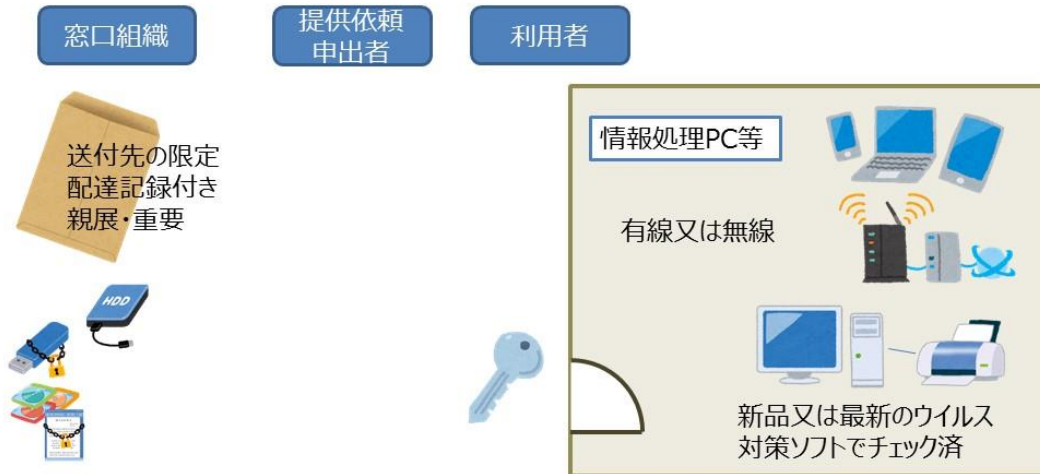 窓口組織
提供依頼
申出者
利用者
送付先の限定
配達記録付き
親展・重要
HDD
情報処理PC等
有線又は無線
新品又は最新のウイルス
対策ソフトでチェック済